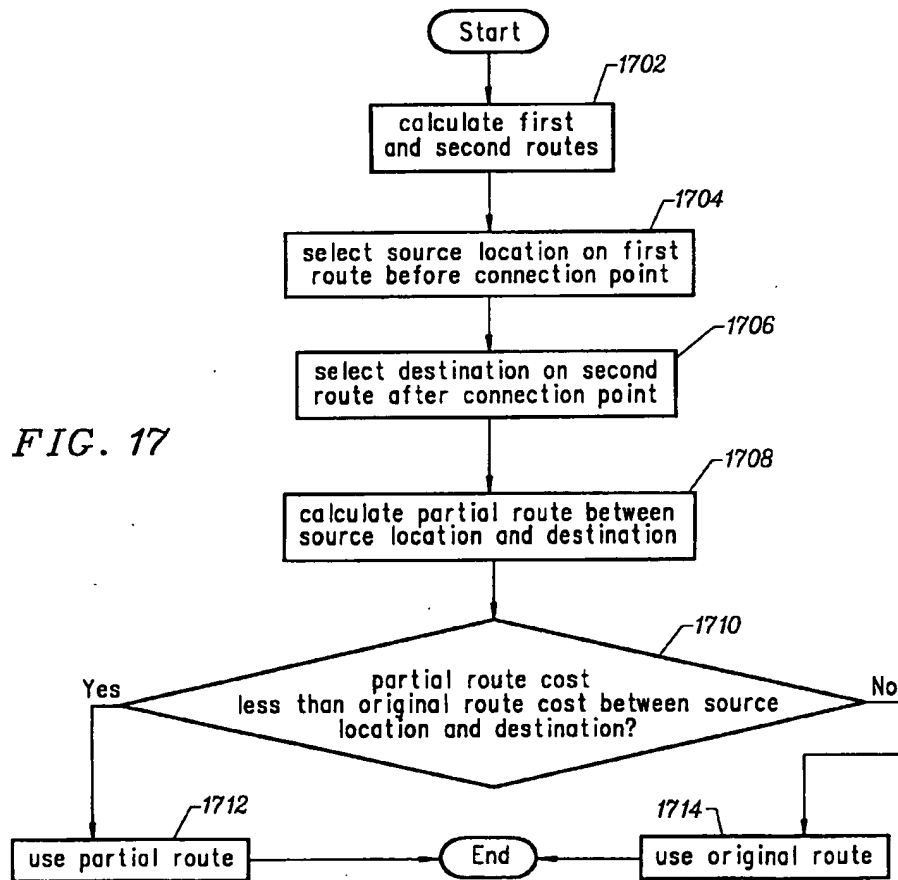 Start
1702
calculate first
and second routes
1704
select source location on first
route before connection point
1706
select destination on second
route after connection point
FIG. 17
1708
calculate partial route between
source location and destination
1710
Yes
partial route cost
No
less than original route cost between source
location and destination?
1712
1714
use partial route
End
use original route